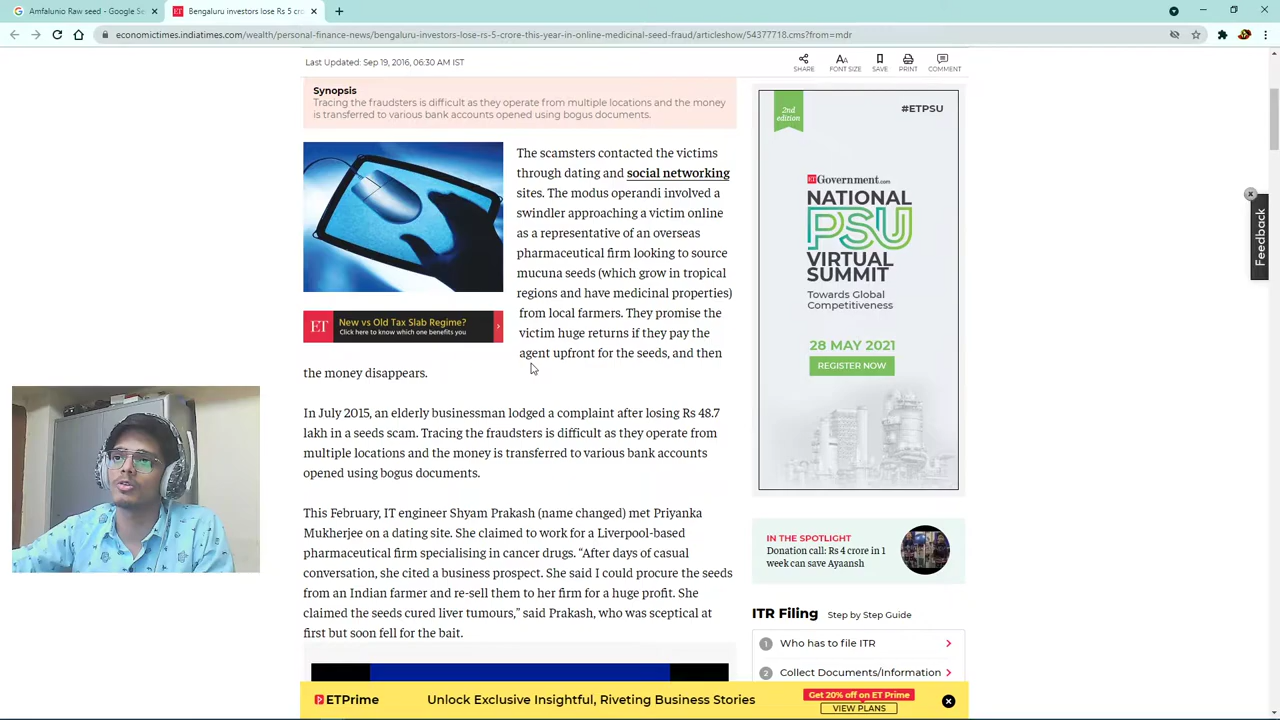 Amfalunio Raw seed - Google Search
Bengaluru investors lose Rs 5 cr
economictimes.indiatimes.com/wealth/personal-finance-news/bengaluru-investors-lose-rs-5-crore-this-year-in-online-medicinal-seed-fraud/articleshow/54377718.cms?from=mdr
Last Updated: Sep 19, 2016, 06:30 AM IST
SHARE
FONT SIZE
SAVE
PRINT
COMMENT
Synopsis
Tracing the fraudsters is difficult as they operate from multiple locations and the money
is transferred to various bank accounts opened using bogus documents.
The scamsters contacted the victims
through dating and social networking
sites. The modus operandi involved a
swindler approaching a victim online
as a representative of an overseas
pharmaceutical firm looking to source
mucuna seeds (which grow in tropical
regions and have medicinal properties)
from local farmers. They promise the
victim huge returns if they pay the
agent upfront for the seeds, and then
the money disappears.
ET
New vs Old Tax Slab Regime?
Click here to know which one benefits you
In July 2015, an elderly businessman lodged a complaint after losing Rs 48.7
lakh in a seeds scam. Tracing the fraudsters is difficult as they operate from
multiple locations and the money is transferred to various bank accounts
opened using bogus documents.
This February, IT engineer Shyam Prakash (name changed) met Priyanka
Mukherjee on a dating site. She claimed to work for a Liverpool-based
pharmaceutical firm specialising in cancer drugs. “After days of casual
conversation, she cited a business prospect. She said I could procure the seeds
from an Indian farmer and re-sell them to her firm for a huge profit. She
claimed the seeds cured liver tumours,” said Prakash, who was sceptical at
first but soon fell for the bait.
2nd
edition
#ETPSU
ETGovernment.com
NATIONAL
PSU
VIRTUAL
SUMMIT
Towards Global
Competitiveness
28 MAY 2021
REGISTER NOW
Feedback
IN THE SPOTLIGHT
Donation call: Rs 4 crore in 1
week can save Ayaansh
ITR Filing Step by Step Guide
1 Who has to file ITR
2 Collect Documents/Information
ETPrime
Unlock Exclusive Insightful, Riveting Business Stories
Get 20% off on ET Prime
VIEW PLANS